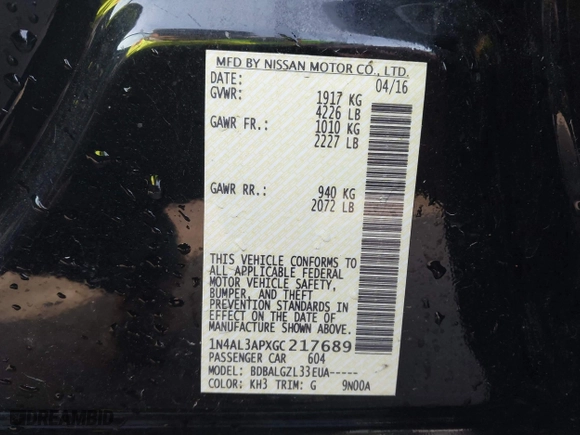 MFD BY NISSAN MOTOR CO., LTD.
DATE: 04/16
GVWR: 1917 KG
4226 LB
GAWR FR.: 1010 KG
2227 LB
GAWR RR.: 940 KG
2072 LB
THIS VEHICLE CONFORMS TO
ALL APPLICABLE FEDERAL
MOTOR VEHICLE SAFETY,
BUMPER, AND THEFT
PREVENTION STANDARDS IN
EFFECT ON THE DATE OF
MANUFACTURE SHOWN ABOVE.
1N4AL3APXGC217689
PASSENGER CAR 604
MODEL: BDBALGZL33EUA-----
COLOR: KH3 TRIM: G 9N00A
DREAMBID